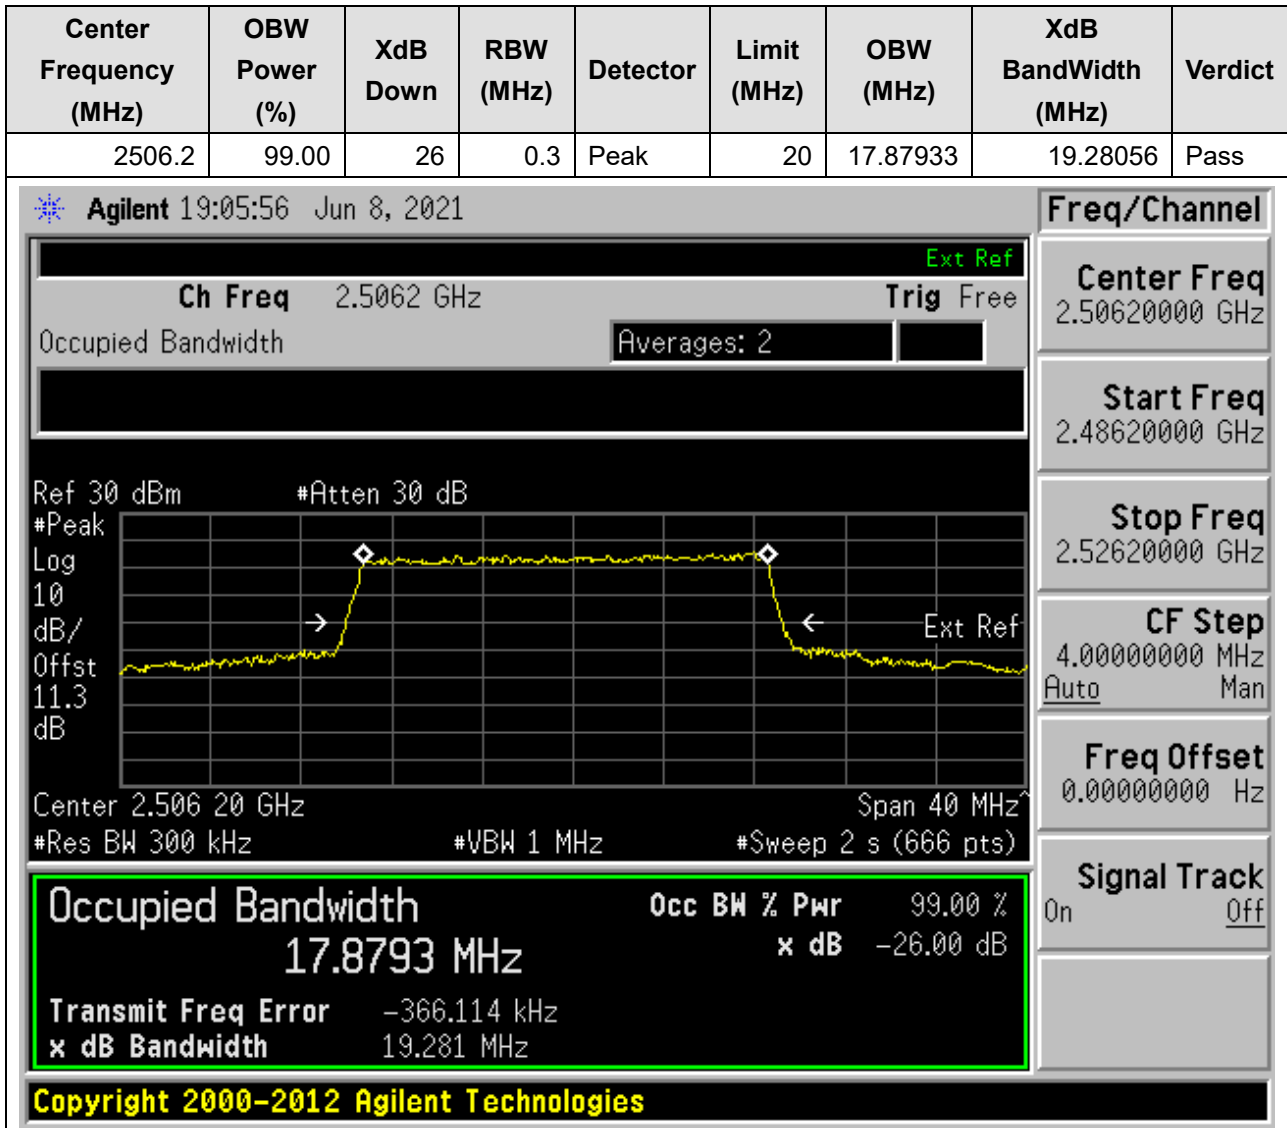 Center Frequency (MHz) | OBW Power (%) | XdB Down | RBW (MHz) | Detector | Limit (MHz) | OBW (MHz) | XdB BandWidth (MHz) | Verdict
2506.2 | 99.00 | 26 | 0.3 | Peak | 20 | 17.87933 | 19.28056 | Pass
Agilent 19:05:56 Jun 8, 2021
Ext Ref
Ch Freq 2.5062 GHz Trig Free
Occupied Bandwidth Averages: 2
Ref 30 dBm #Atten 30 dB
#Peak
Log
10
dB/
Offst
11.3
dB
Ext Ref
Center 2.506 20 GHz Span 40 MHz^
#Res BW 300 kHz #VBW 1 MHz #Sweep 2 s (666 pts)
Occupied Bandwidth Occ BW % Pwr 99.00 %
17.8793 MHz x dB -26.00 dB
Transmit Freq Error -366.114 kHz
x dB Bandwidth 19.281 MHz
Copyright 2000-2012 Agilent Technologies
Freq/Channel
Center Freq
2.50620000 GHz
Start Freq
2.48620000 GHz
Stop Freq
2.52620000 GHz
CF Step
4.00000000 MHz
Auto Man
Freq Offset
0.00000000 Hz
Signal Track
On Off